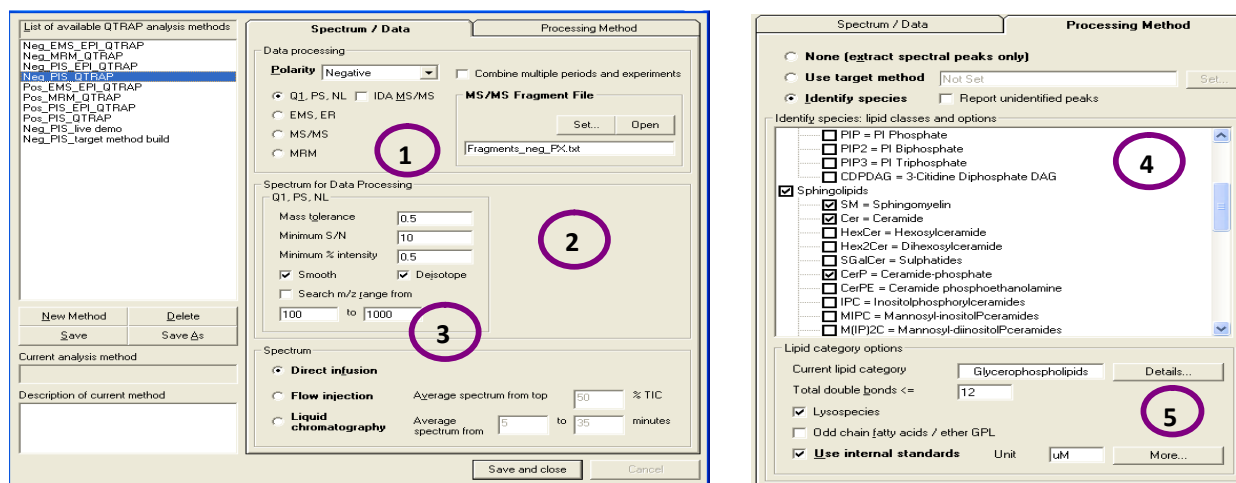 List of available QTRAP analysis methods
Neg_EMS_EPI_QTRAP
Neg_MRM_QTRAP
Neg_PIS_EPI_QTRAP
Neg_PIS_QTRAP
Pos_EMS_EPI_QTRAP
Pos_MRM_QTRAP
Pos_PIS_EPI_QTRAP
Pos_PIS_QTRAP
Neg_PIS_live demo
Neg_PIS_target method build
New Method Delete
Save Save As
Current analysis method
Description of current method
Spectrum / Data Processing Method
Data processing
Polarity Negative Combine multiple periods and experiments
Q1, PS, NL IDA MS/MS MS/MS Fragment File
EMS, ER Set... Open
MS/MS
MRM Fragments_neg_PX.txt
1
Spectrum for Data Processing
Q1, PS, NL
Mass tolerance 0.5
Minimum S/N 10
Minimum % intensity 0.5
Smooth Deisotope
Search m/z range from
100 to 1000
2
3
Spectrum
Direct infusion
Flow injection Average spectrum from top 50 % TIC
Liquid chromatography Average spectrum from 5 to 35 minutes
Save and close Cancel
Spectrum / Data Processing Method
None (extract spectral peaks only)
Use target method Not Set Set...
Identify species Report unidentified peaks
Identify species: lipid classes and options
PIP = PI Phosphate
PIP2 = PI Biphosphate
PIP3 = PI Triphosphate
CDPDAG = 3-Citidine Diphosphate DAG
Sphingolipids
SM = Sphingomyelin
Cer = Ceramide
HexCer = Hexosylceramide
Hex2Cer = Dihexosylceramide
SGalCer = Sulphatides
CerP = Ceramide-phosphate
CerPE = Ceramide phosphoethanolamine
IPC = Inositolphosphorylceramides
MIPC = Mannosyl-inositolPceramides
M(IP)2C = Mannosyl-diinositolPceramides
4
Lipid category options
Current lipid category Glycerophospholipids Details...
Total double bonds <= 12
Lysospecies
Odd chain fatty acids / ether GPL
Use internal standards Unit uM More...
5